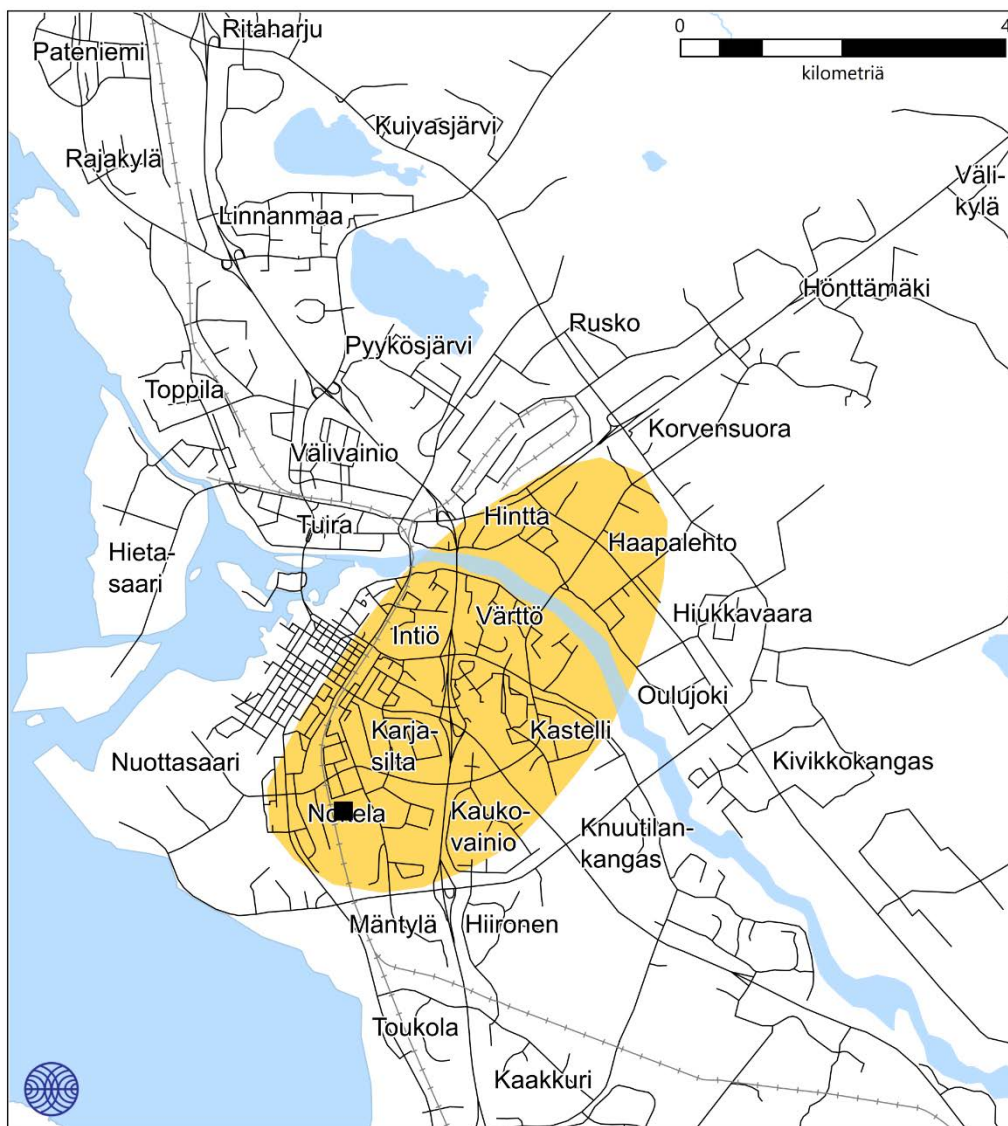 0 4
kilometriä
Ritaharju
Pateniemi
Kuivasjärvi
Rajakylä
Väli-
kylä
Linnanmaa
Hönttämäki
Rusko
Pyykösjärvi
Toppila
Korvensuora
Välivainio
Hintta
Tuira
Haapalehto
Hieta-
saari
Hiukkavaara
Värttö
Intiö
Oulujoki
Karja-
silta
Kastelli
Nuottasaari
Kivikkokangas
Nokela
Kauko-
vainio
Knuutilan-
kangas
Mäntylä
Hiironen
Toukola
Kaakkuri